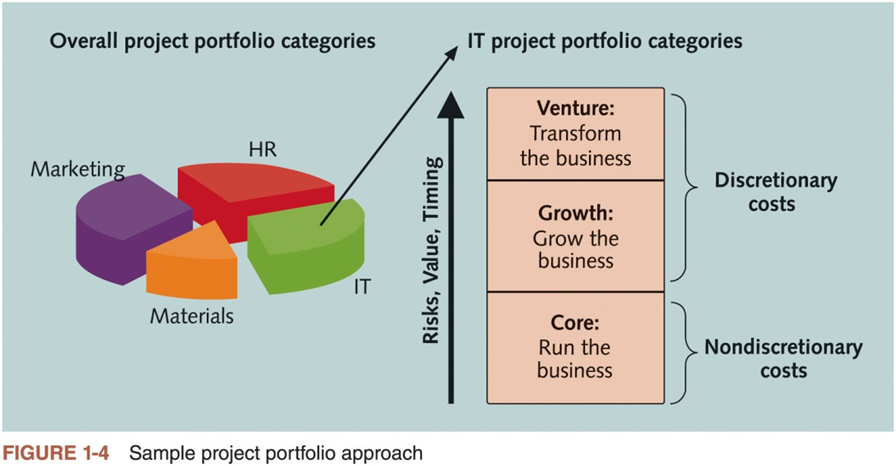 Overall project portfolio categories
IT project portfolio categories
HR
Marketing
IT
Materials
Risks, Value, Timing
Venture:
Transform
the business
Growth:
Grow the
business
Core:
Run the
business
Discretionary
costs
Nondiscretionary
costs
FIGURE 1-4 Sample project portfolio approach